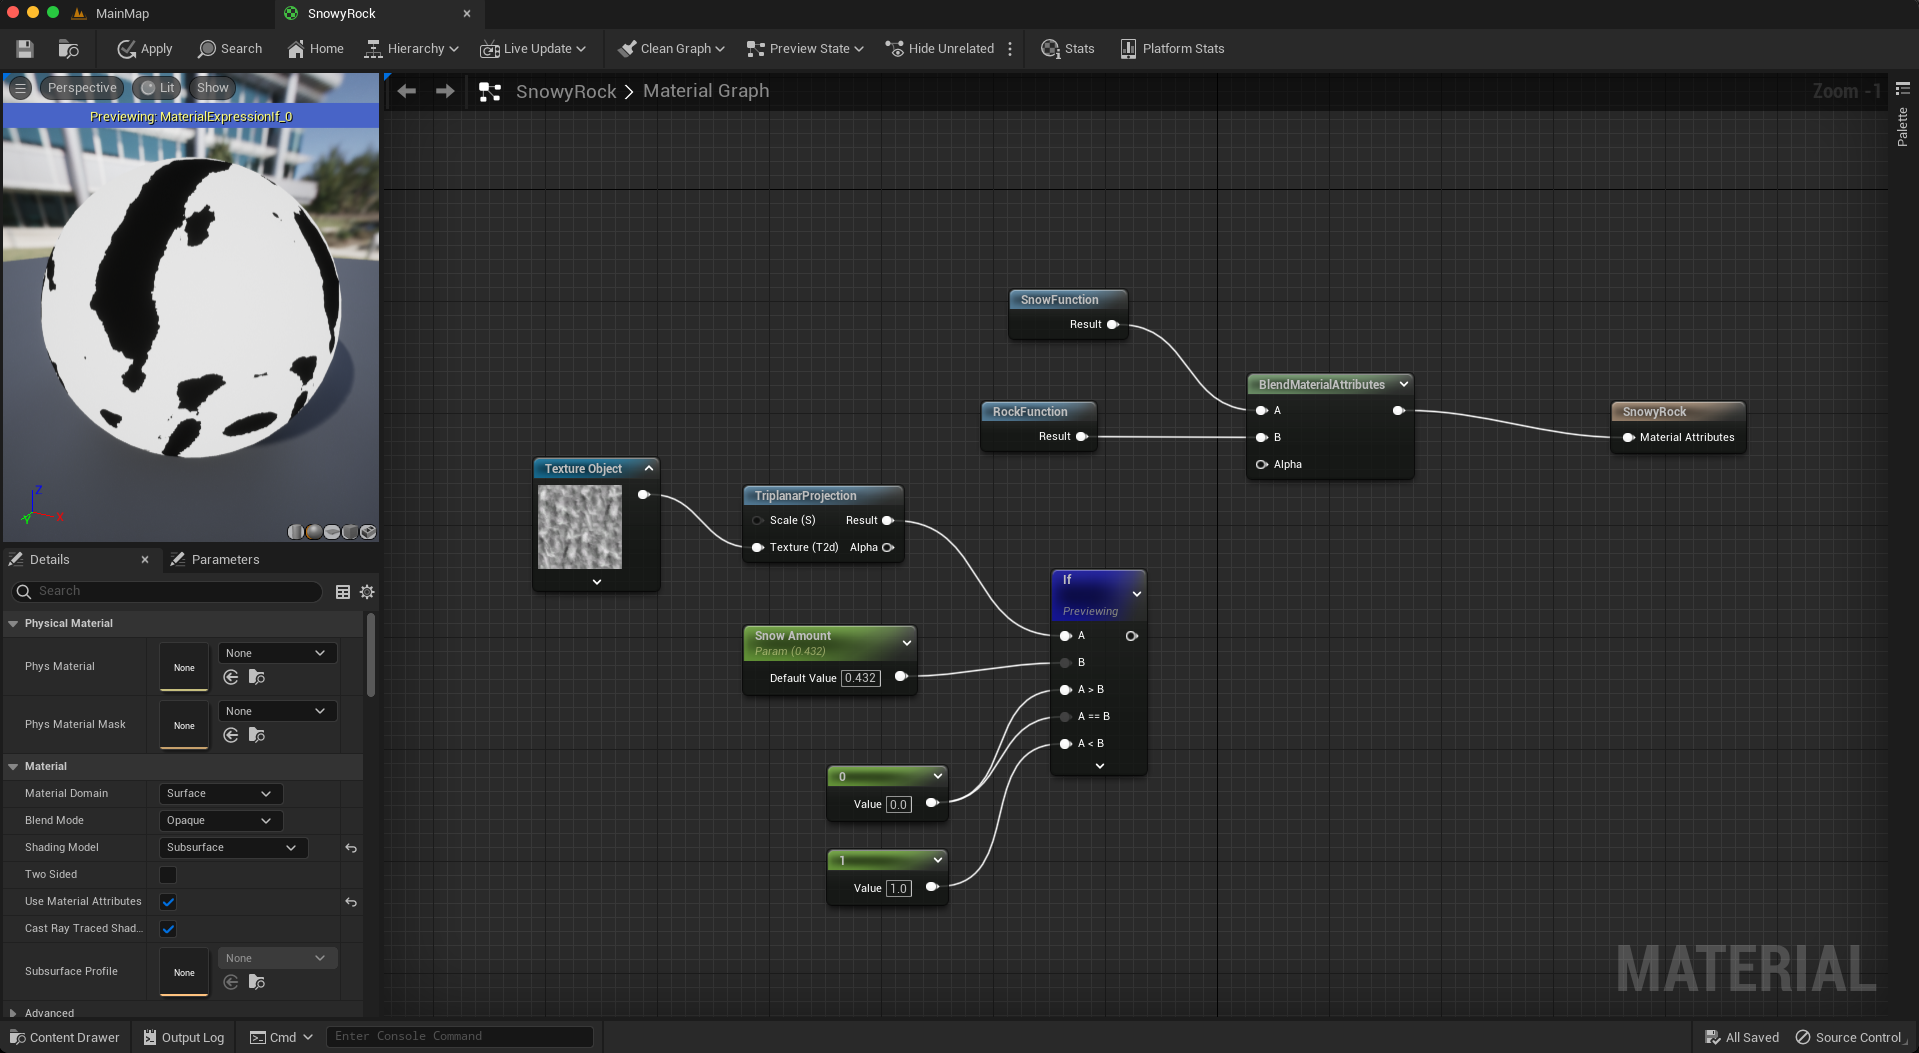 MainMap
SnowyRock
Apply
Search
Home
Hierarchy
Live Update
Clean Graph
Preview State
Hide Unrelated
Stats
Platform Stats
Perspective
Lit
Show
Previewing: MaterialExpressionIf_0
Z
Y
X
SnowyRock > Material Graph
Zoom -1
Palette
SnowFunction
Result
RockFunction
Result
BlendMaterialAttributes
A
B
Alpha
SnowyRock
Material Attributes
Texture Object
TriplanarProjection
Scale (S)
Result
Texture (T2d)
Alpha
If
Previewing
A
B
A > B
A == B
A < B
Snow Amount
Param (0.432)
Default Value 0.432
0
Value 0.0
1
Value 1.0
MATERIAL
Details
Parameters
Search
Physical Material
Phys Material
None
None
Phys Material Mask
None
None
Material
Material Domain
Surface
Blend Mode
Opaque
Shading Model
Subsurface
Two Sided
Use Material Attributes
Cast Ray Traced Shad...
Subsurface Profile
None
None
Advanced
Content Drawer
Output Log
Cmd
Enter Console Command
All Saved
Source Control